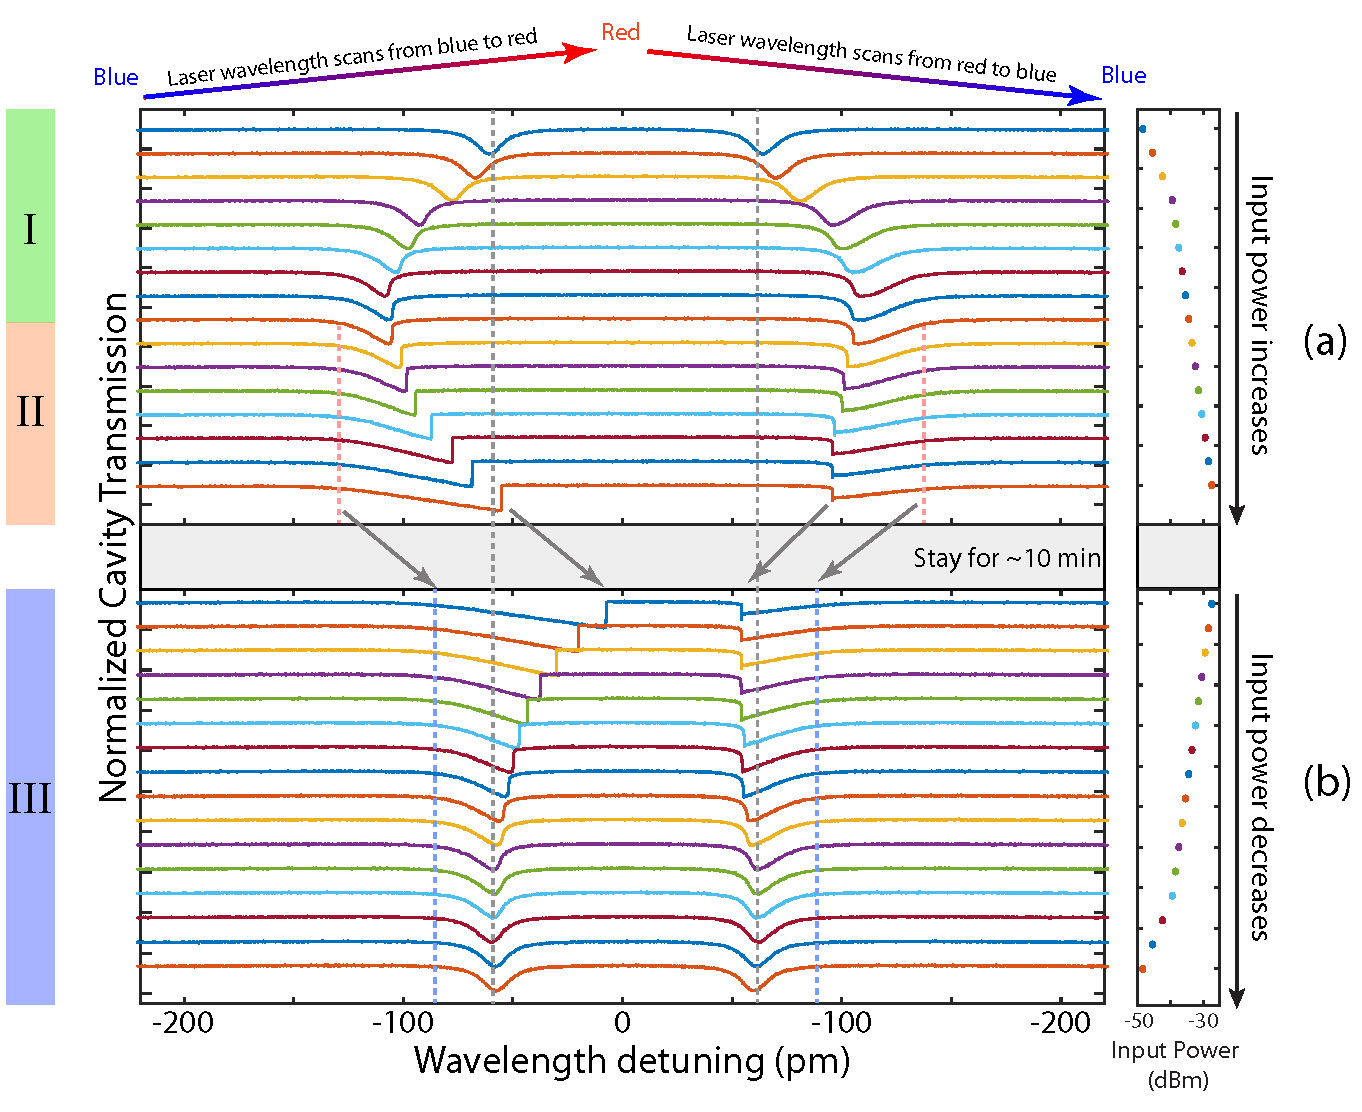 Red
Laser wavelength scans from blue to red
Laser wavelength scans from red to blue
Blue
Blue
I
II
III
Normalized Cavity Transmission
Stay for ~10 min
Input power increases
(a)
Input power decreases
(b)
-200
-100
0
-100
-200
Wavelength detuning (pm)
-50
-30
Input Power
(dBm)